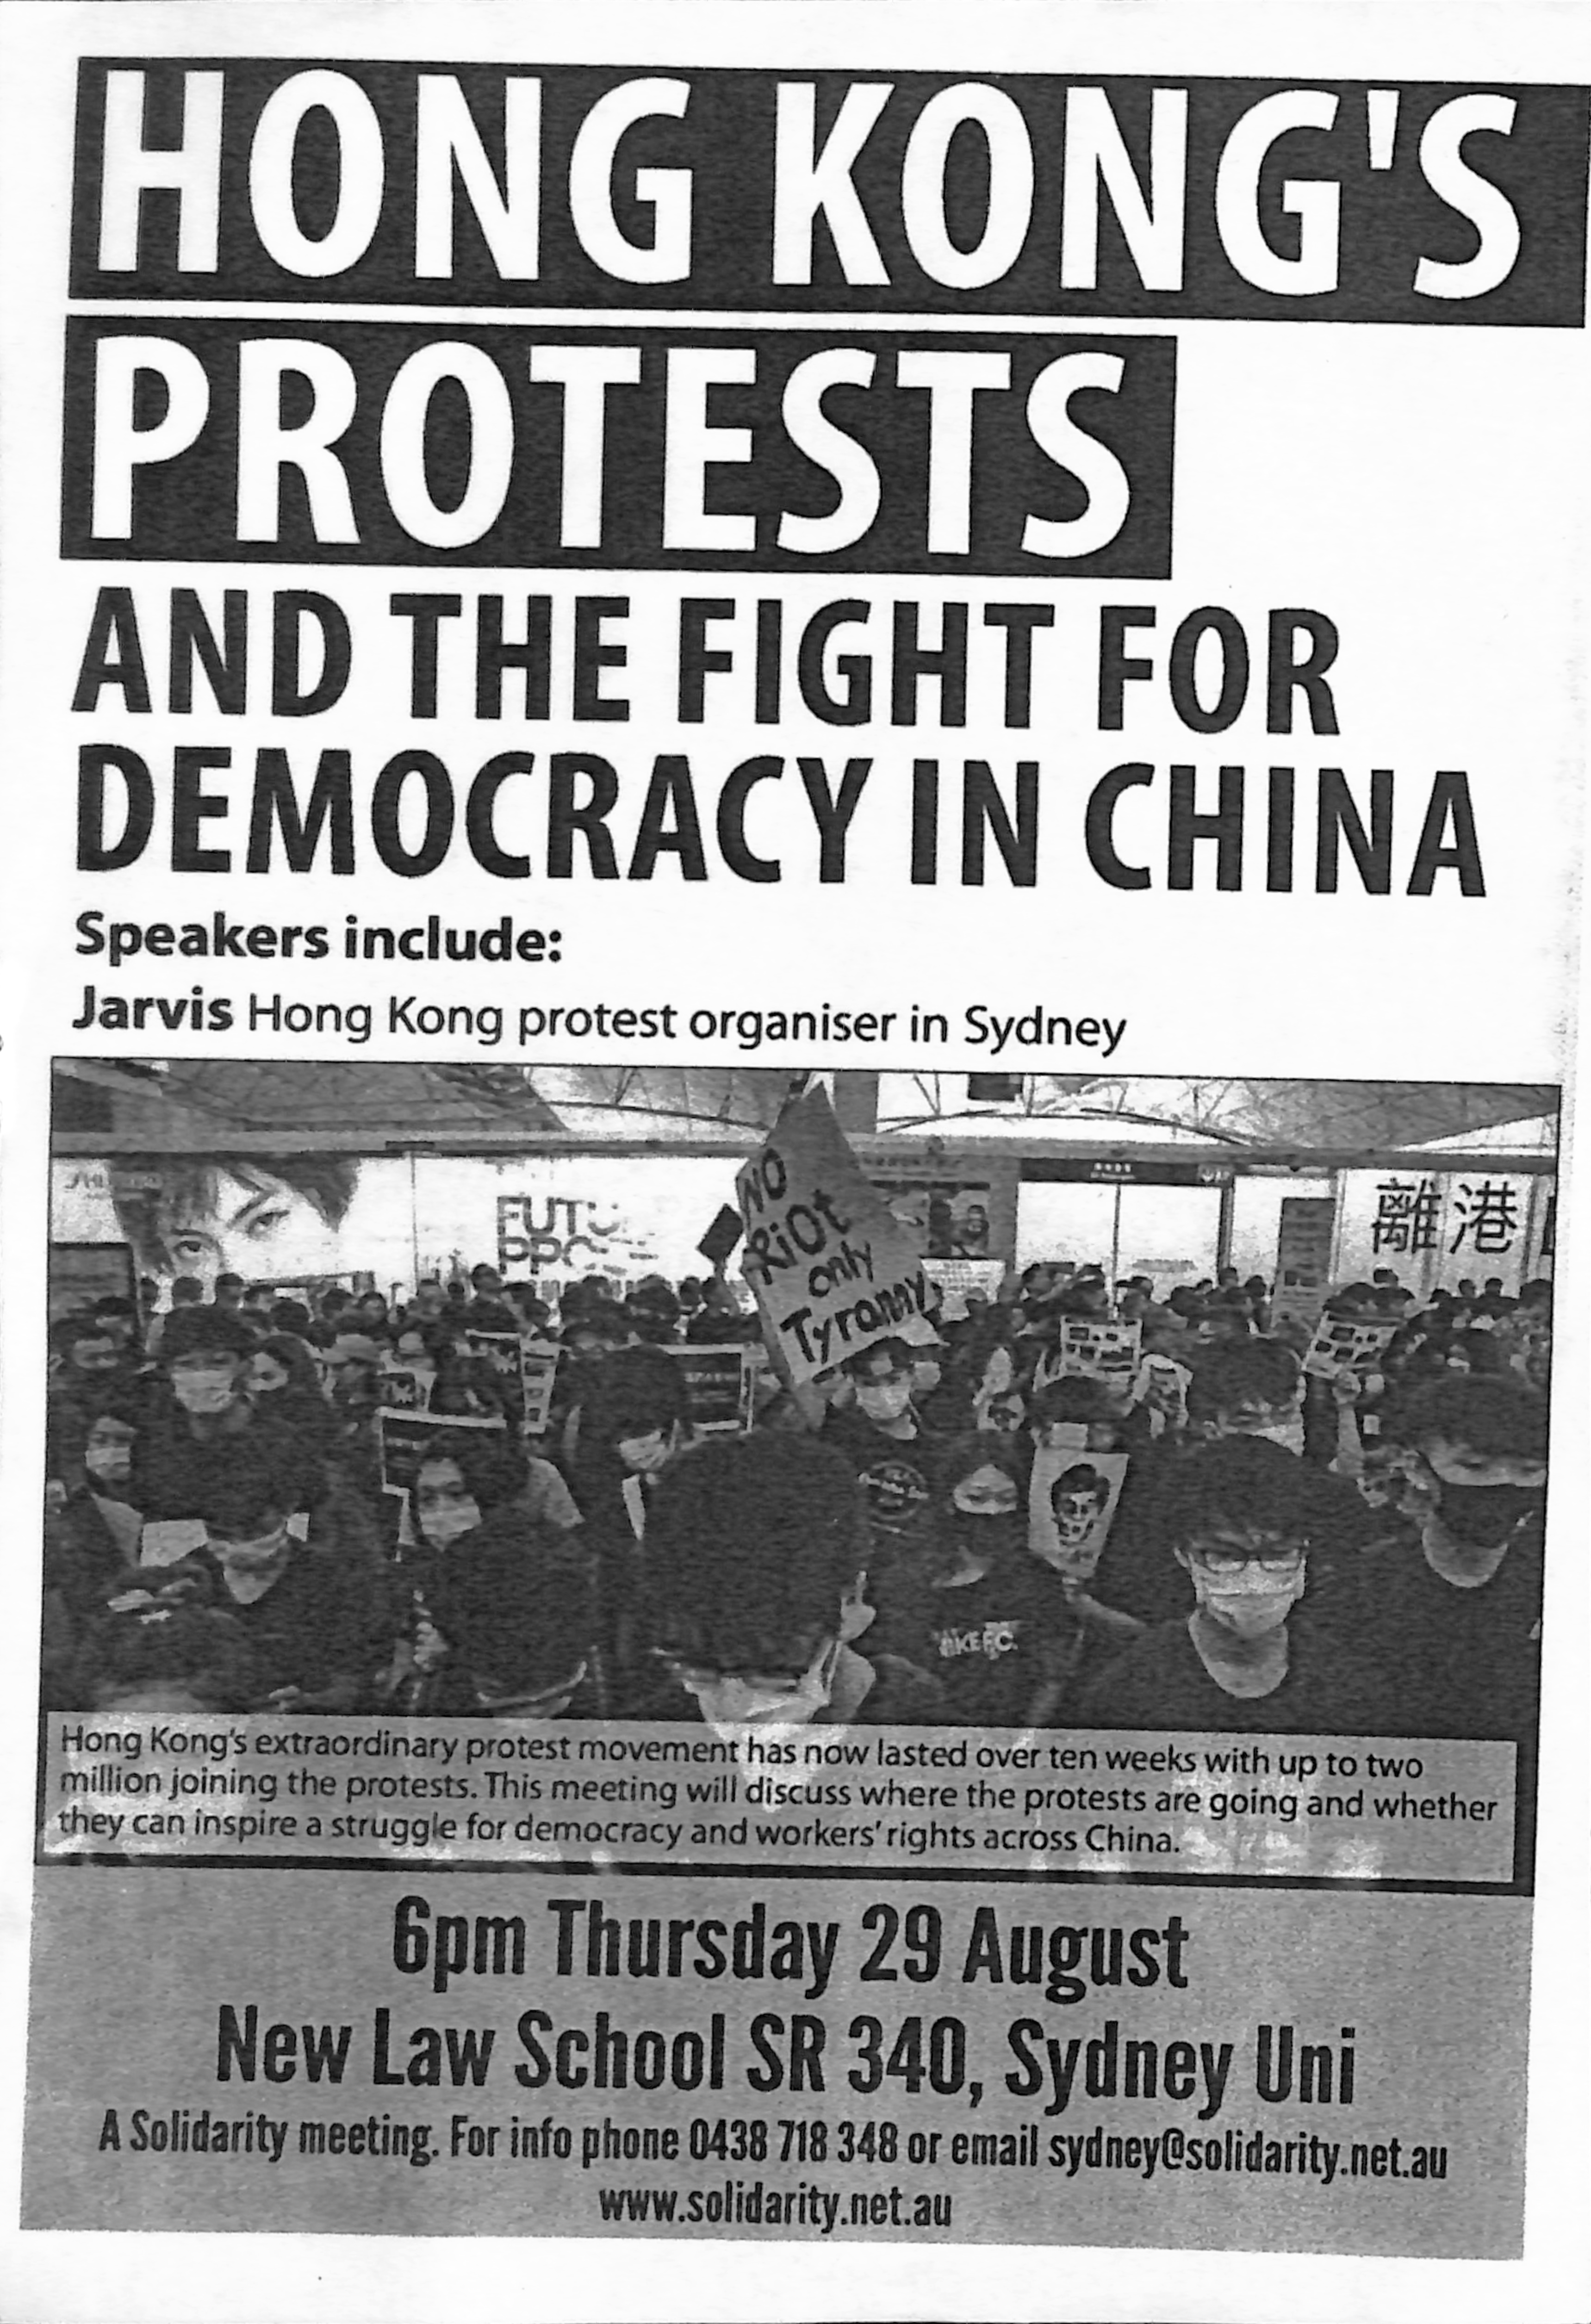 HONG KONG'S
PROTESTS
AND THE FIGHT FOR
DEMOCRACY IN CHINA
Speakers include:
Jarvis Hong Kong protest organiser in Sydney
NO
RiOt
only
Tyranny
FUTU
離港
Hong Kong's extraordinary protest movement has now lasted over ten weeks with up to two
million joining the protests. This meeting will discuss where the protests are going and whether
they can inspire a struggle for democracy and workers' rights across China.
6pm Thursday 29 August
New Law School SR 340, Sydney Uni
A Solidarity meeting. For info phone 0438 718 348 or email sydney@solidarity.net.au
www.solidarity.net.au